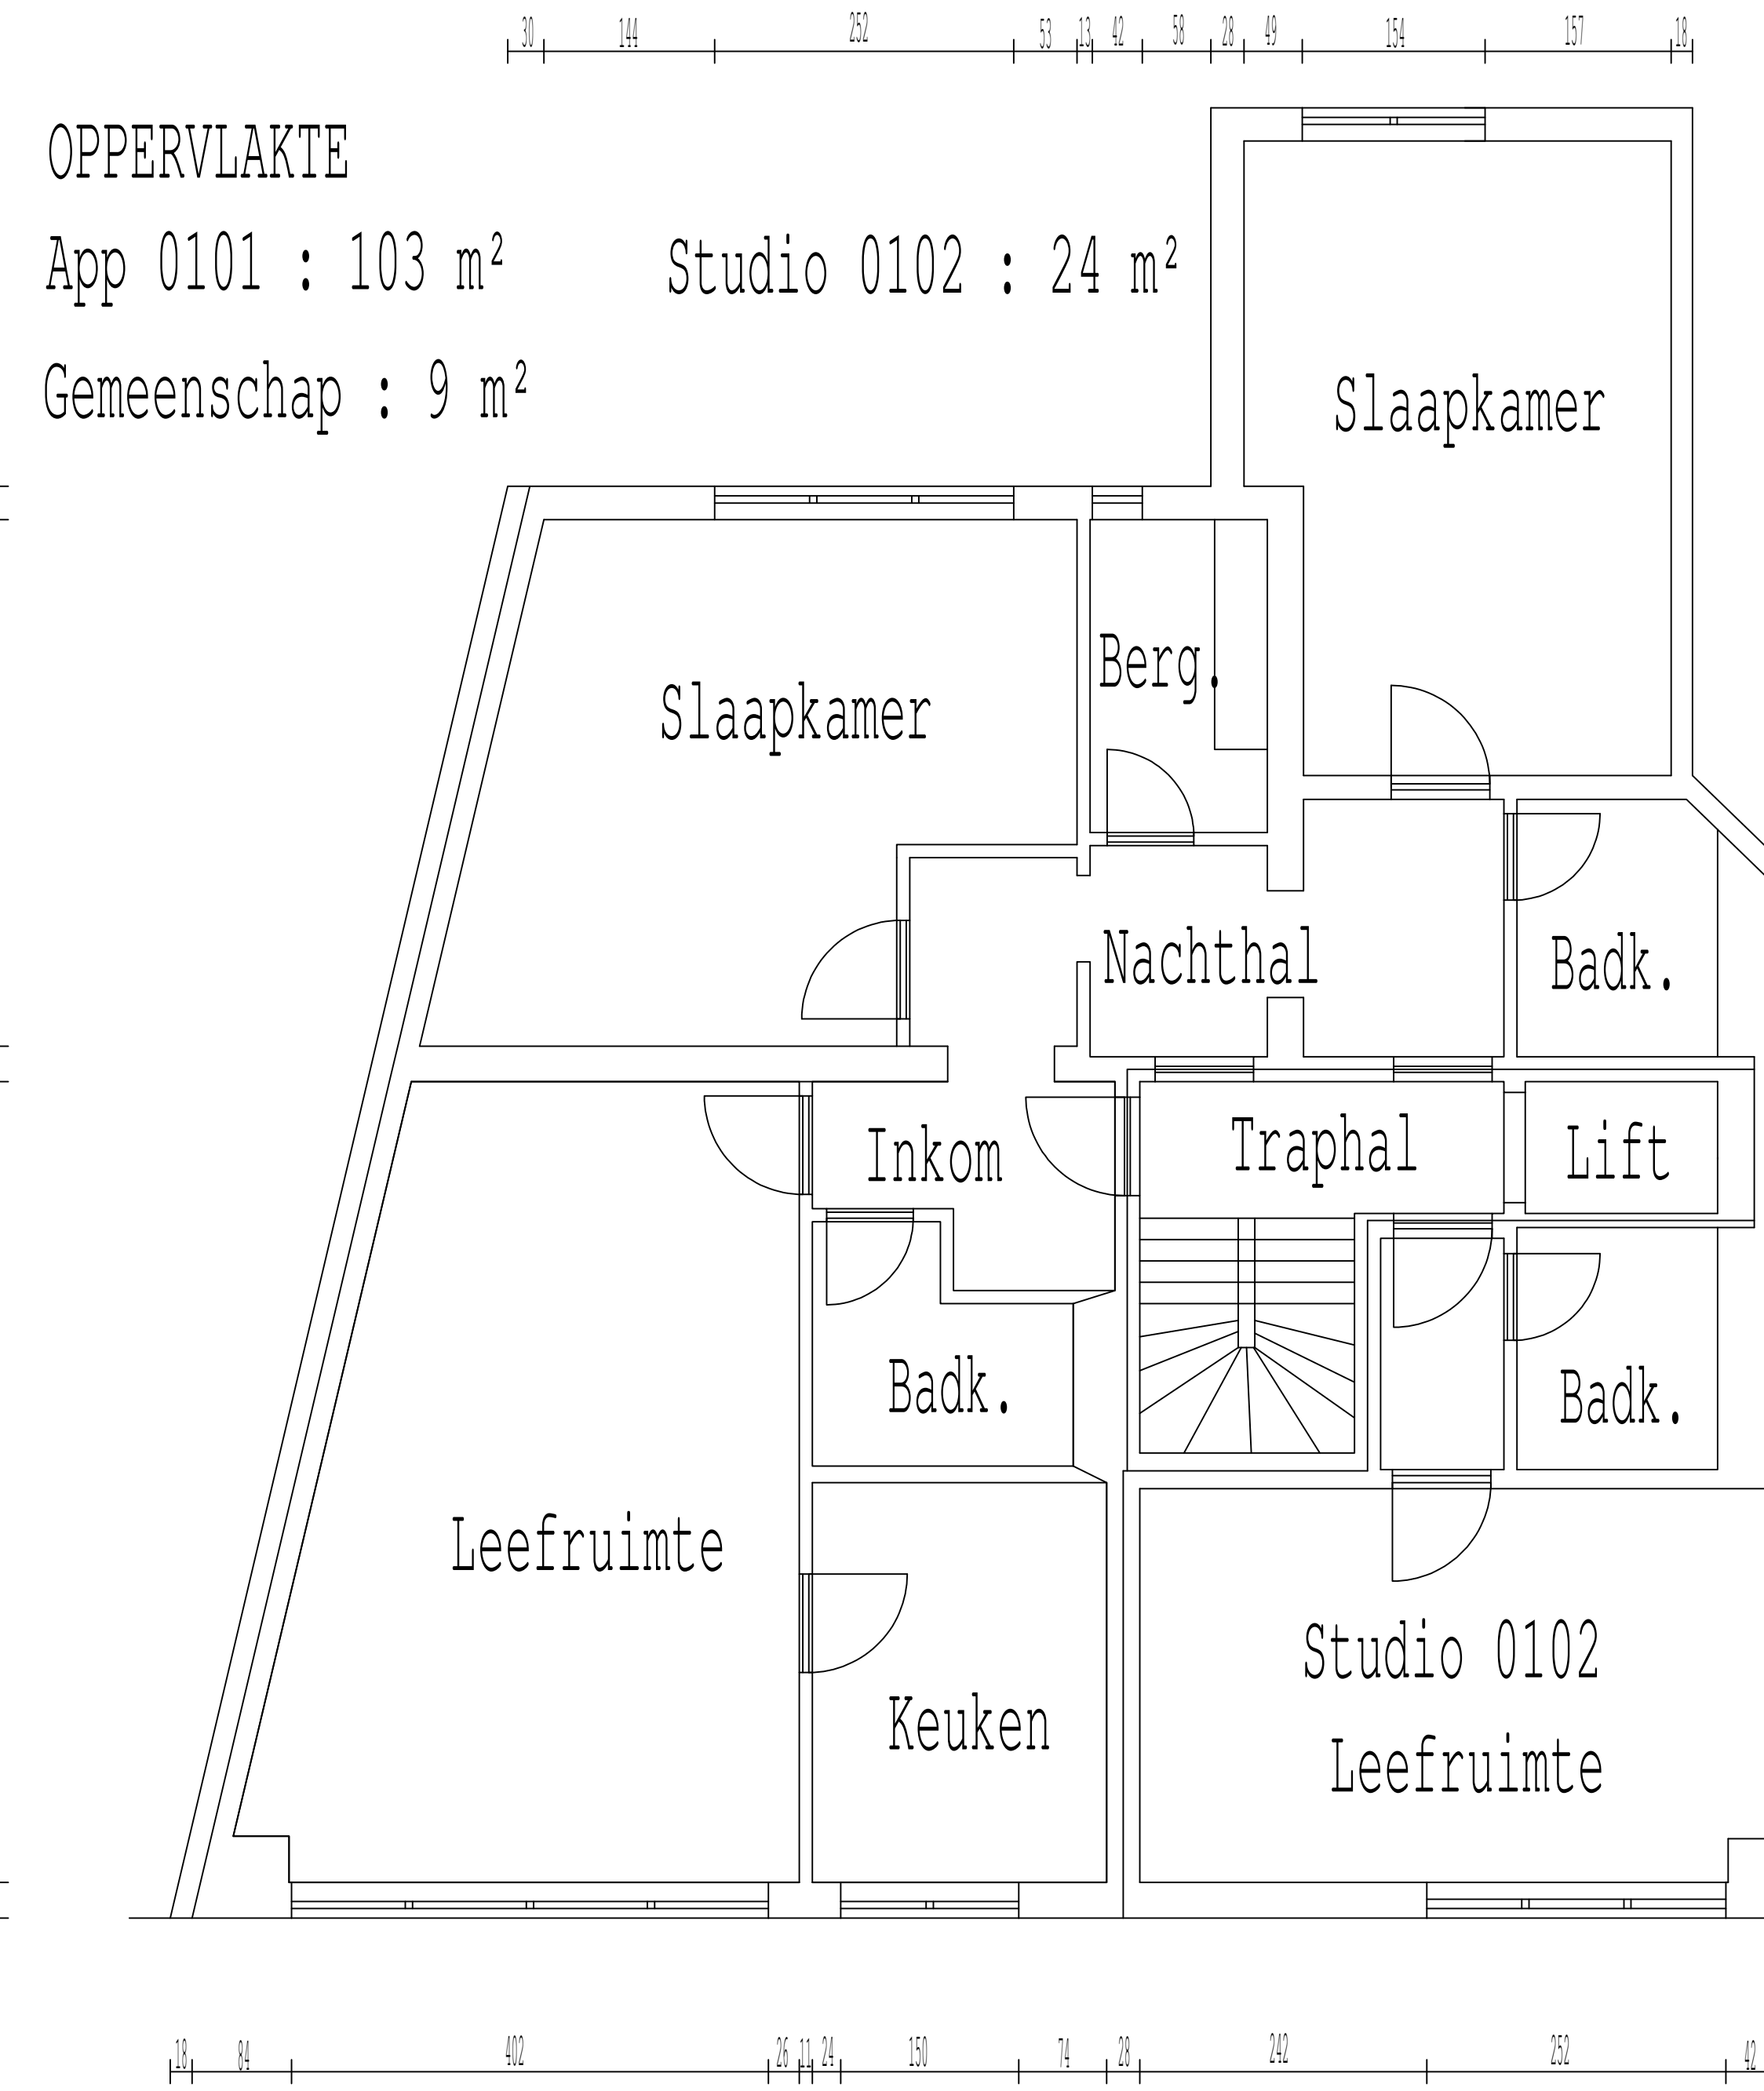 30 144 252 53 13 42 58 28 49 154 157 18
OPPERVLAKTE
App 0101 : 103 m²
Studio 0102 : 24 m²
Gemeenschap : 9 m²
Slaapkamer
Berg.
Slaapkamer
Nachthal
Badk.
Inkom
Traphal
Lift
Badk.
Badk.
Leefruimte
Studio 0102
Keuken
Leefruimte
18 84 402 26 11 24 150 74 28 242 252 42